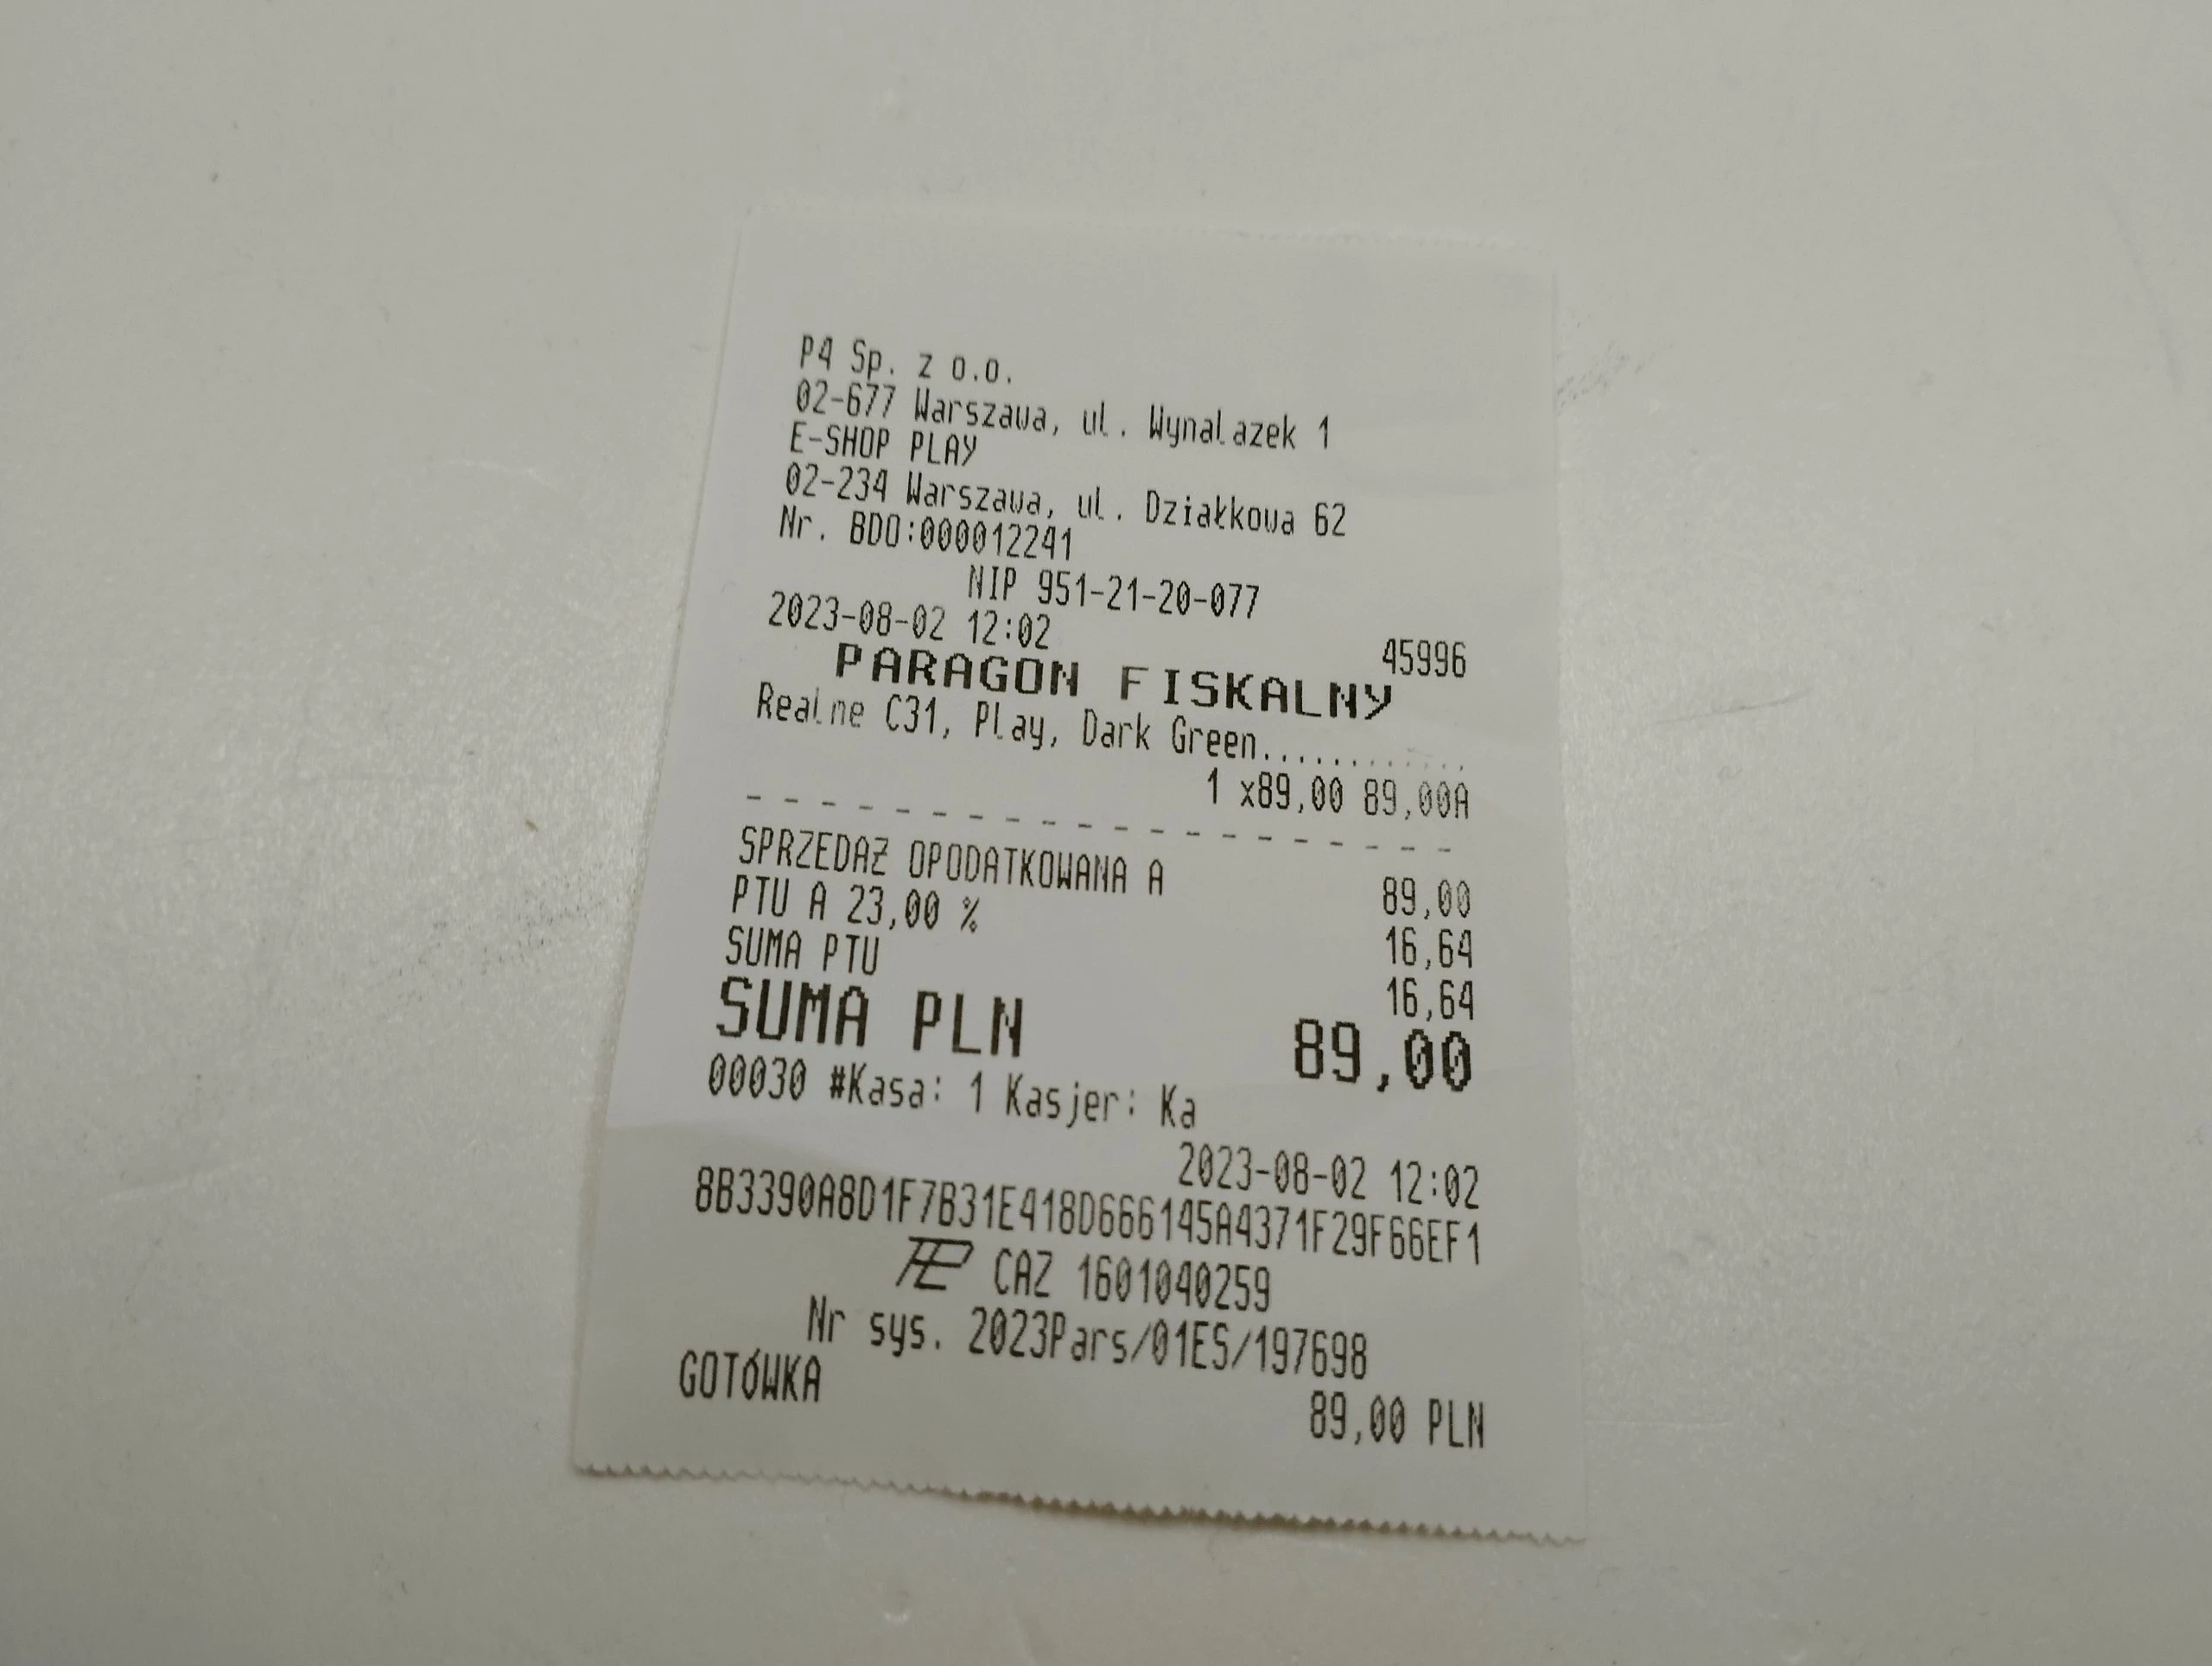 P4 Sp. z o.o.
02-677 Warszawa, ul. Wynalazek 1
E-SHOP PLAY
02-234 Warszawa, ul. Działkowa 62
Nr. BDO:000012241
NIP 951-21-20-077
2023-08-02 12:02 45996
PARAGON FISKALNY
Realme C31, Play, Dark Green............
1 x89,00 89,00A
SPRZEDAŻ OPODATKOWANA A 89,00
PTU A 23,00 % 16,64
SUMA PTU 16,64
SUMA PLN 89,00
00030 #Kasa: 1 Kasjer: Ka
2023-08-02 12:02
8B3390A8D1F7B31E418D666145A4371F29F66EF1
CAZ 1601040259
Nr sys. 2023Pars/01ES/197698
GOTÓWKA 89,00 PLN